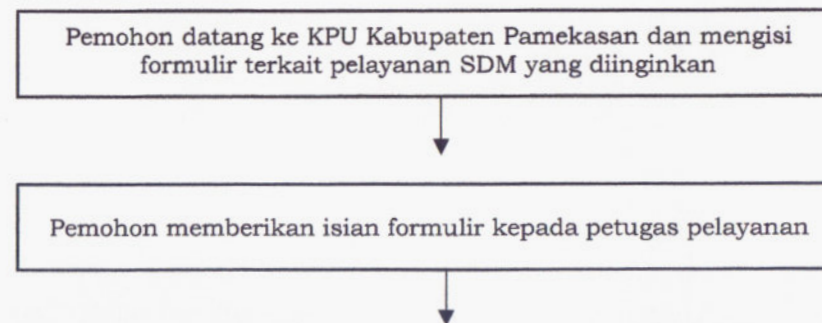 Pemohon datang ke KPU Kabupaten Pamekasan dan mengisi
formulir terkait pelayanan SDM yang diinginkan
Pemohon memberikan isian formulir kepada petugas pelayanan